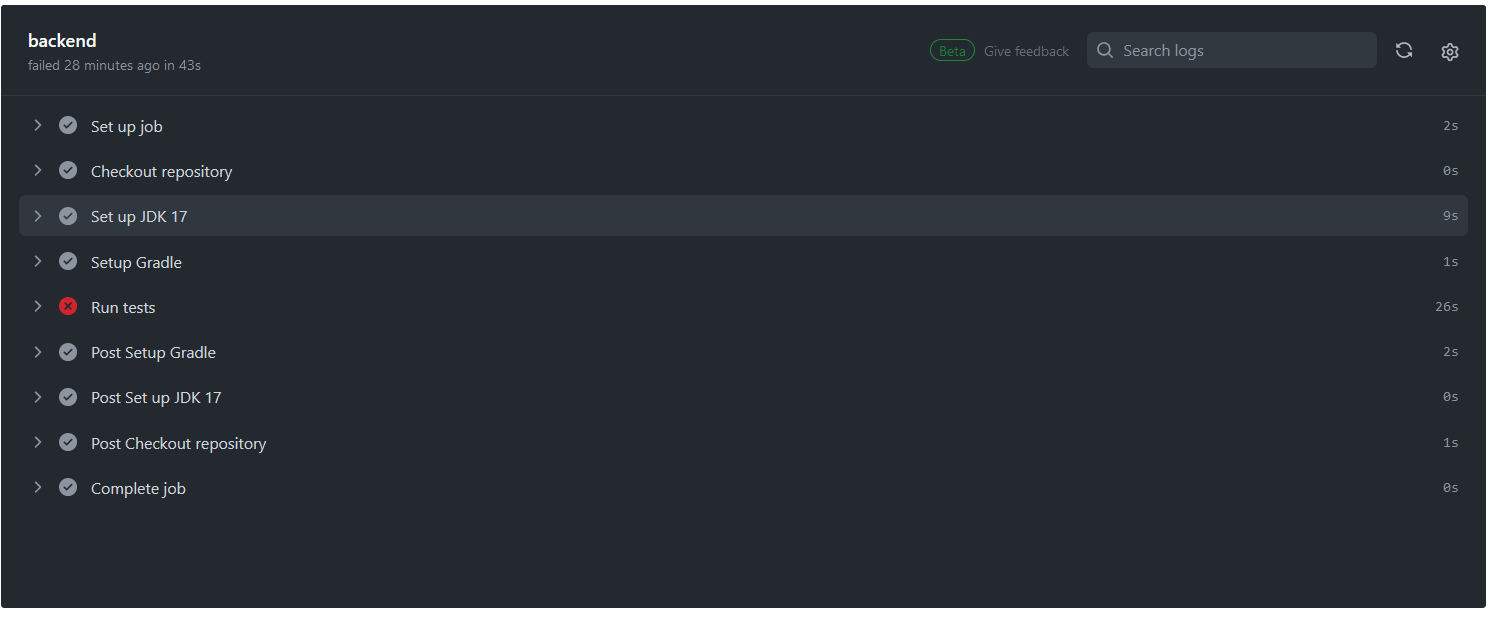 backend
failed 28 minutes ago in 43s
Beta Give feedback Search logs
Set up job 2s
Checkout repository 0s
Set up JDK 17 9s
Setup Gradle 1s
Run tests 26s
Post Setup Gradle 2s
Post Set up JDK 17 0s
Post Checkout repository 1s
Complete job 0s